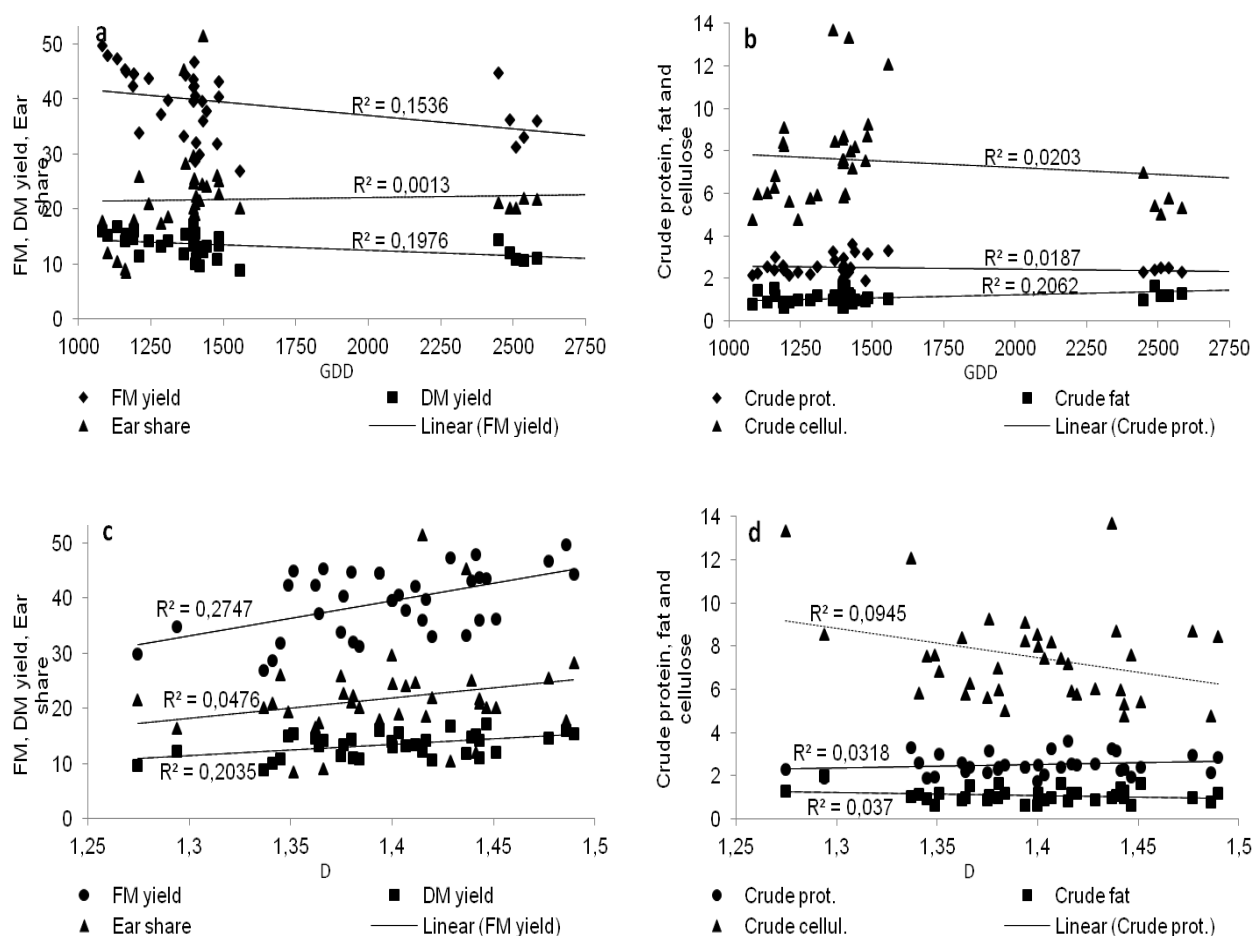 a
FM, DM yield, Ear
share
50
40
30
20
10
0
R² = 0,1536
R² = 0,0013
R² = 0,1976
1000 1250 1500 1750 2000 2250 2500 2750
GDD
FM yield DM yield
Ear share Linear (FM yield)
b
Crude protein, fat and
cellulose
14
12
10
8
6
4
2
0
R² = 0,0203
R² = 0,0187
R² = 0,2062
1000 1250 1500 1750 2000 2250 2500 2750
GDD
Crude prot. Crude fat
Crude cellul. Linear (Crude prot.)
c
FM, DM yield, Ear
share
50
40
30
20
10
0
R² = 0,2747
R² = 0,0476
R² = 0,2035
1,25 1,3 1,35 1,4 1,45 1,5
D
FM yield DM yield
Ear share Linear (FM yield)
d
Crude protein, fat and
cellulose
14
12
10
8
6
4
2
0
R² = 0,0945
R² = 0,0318
R² = 0,037
1,25 1,3 1,35 1,4 1,45 1,5
D
Crude prot. Crude fat
Crude cellul. Linear (Crude prot.)